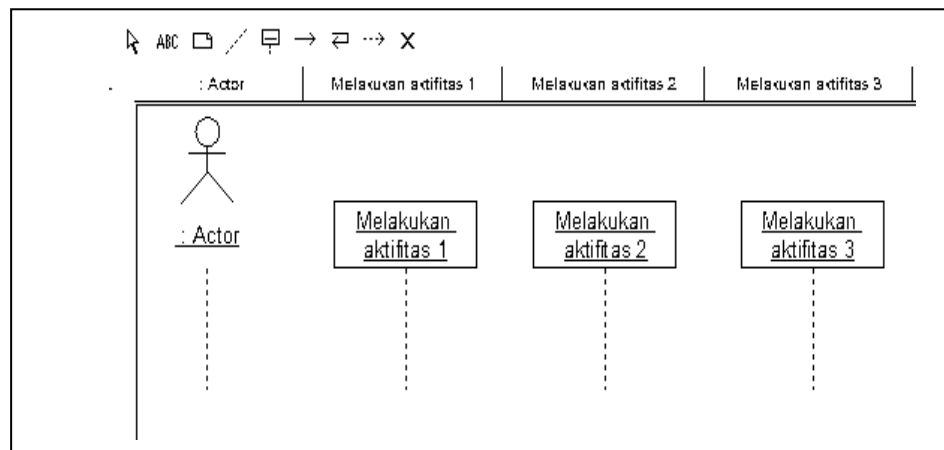 ABC
: Actor
Melakukan aktifitas 1
Melakukan aktifitas 2
Melakukan aktifitas 3
: Actor
Melakukan
aktifitas 1
Melakukan
aktifitas 2
Melakukan
aktifitas 3